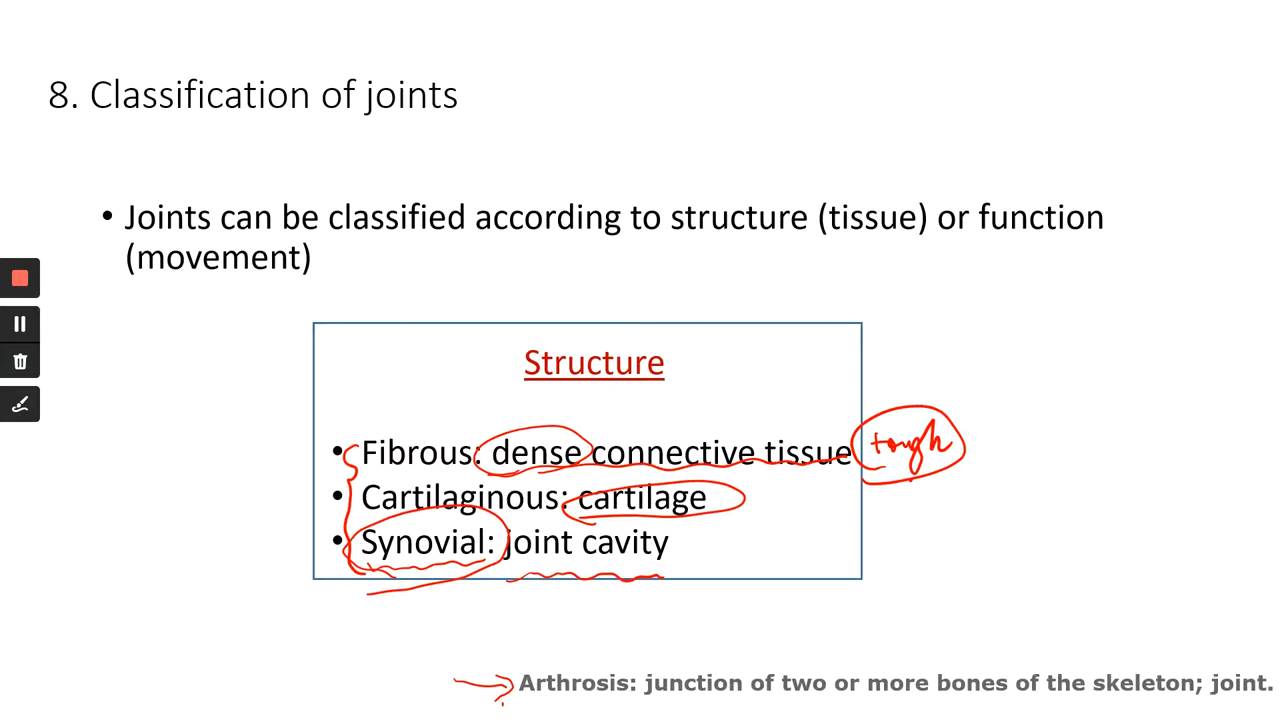 8. Classification of joints
• Joints can be classified according to structure (tissue) or function
(movement)
Structure
• Fibrous: dense connective tissue tough
• Cartilaginous: cartilage
• Synovial: joint cavity
Arthrosis: junction of two or more bones of the skeleton; joint.